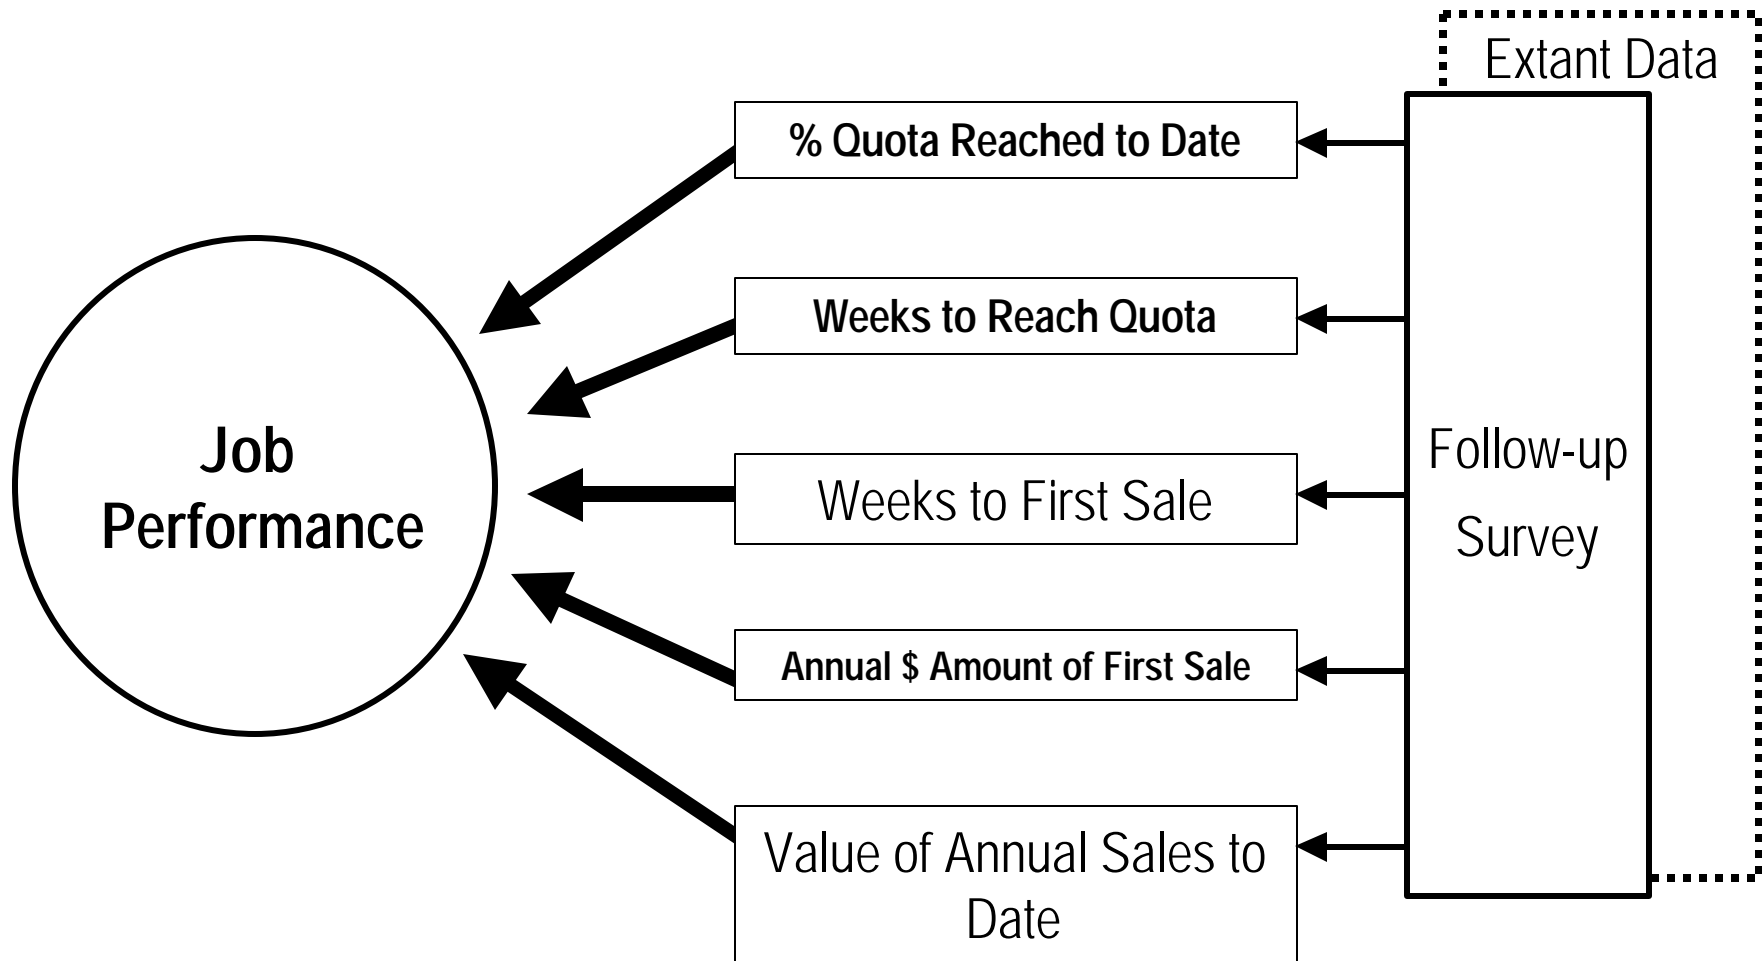 Extant Data
% Quota Reached to Date
Weeks to Reach Quota
Job
Performance
Weeks to First Sale
Follow-up
Survey
Annual $ Amount of First Sale
Value of Annual Sales to
Date